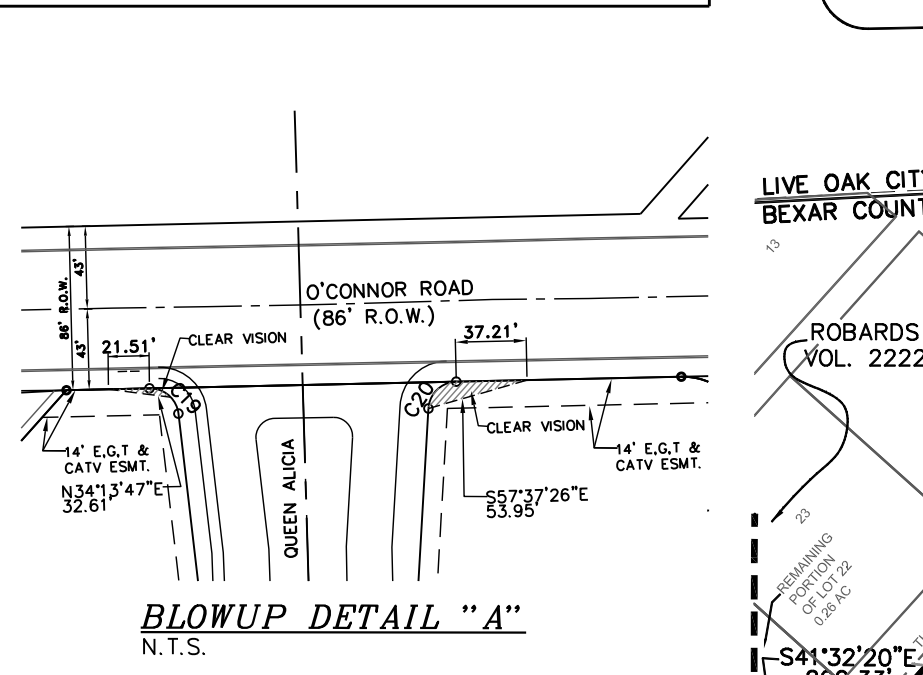 43'
86' R.O.W.
43'
O'CONNOR ROAD
(86' R.O.W.)
21.51'
CLEAR VISION
37.21'
C19
C20
CLEAR VISION
14' E,G,T &
CATV ESMT.
14' E,G,T &
CATV ESMT.
N34°13'47"E
32.61'
QUEEN ALICIA
S57°37'26"E
53.95'
BLOWUP DETAIL "A"
N.T.S.
LIVE OAK
BEXAR
13
ROBARDS
VOL. 2222
23
REMAINING
PORTION
OF LOT 22
0.26 AC
S41°32'20"E